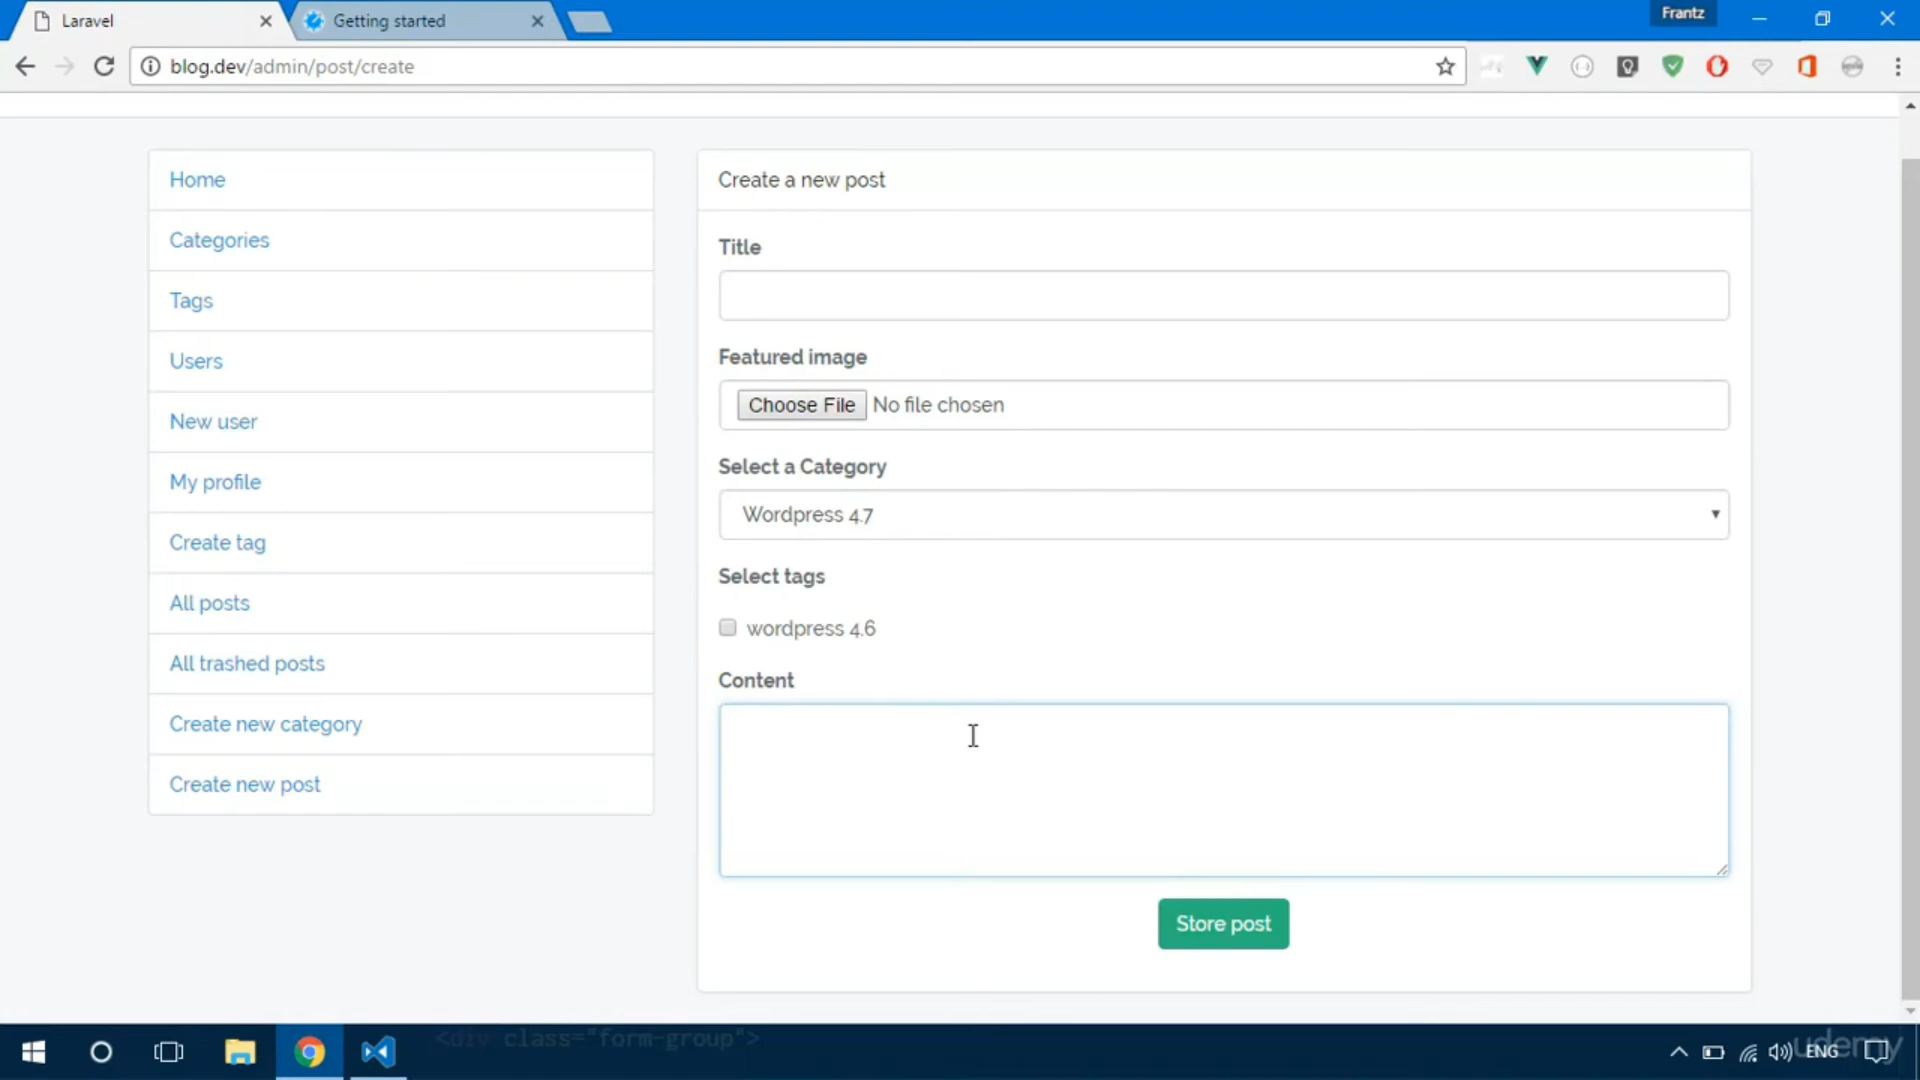 Laravel
Getting started
Frantz
blog.dev/admin/post/create
Home
Categories
Tags
Users
New user
My profile
Create tag
All posts
All trashed posts
Create new category
Create new post
Create a new post
Title
Featured image
Choose File No file chosen
Select a Category
Wordpress 4.7
Select tags
wordpress 4.6
Content
Store post
<div class="form-group">
ENG
udemy